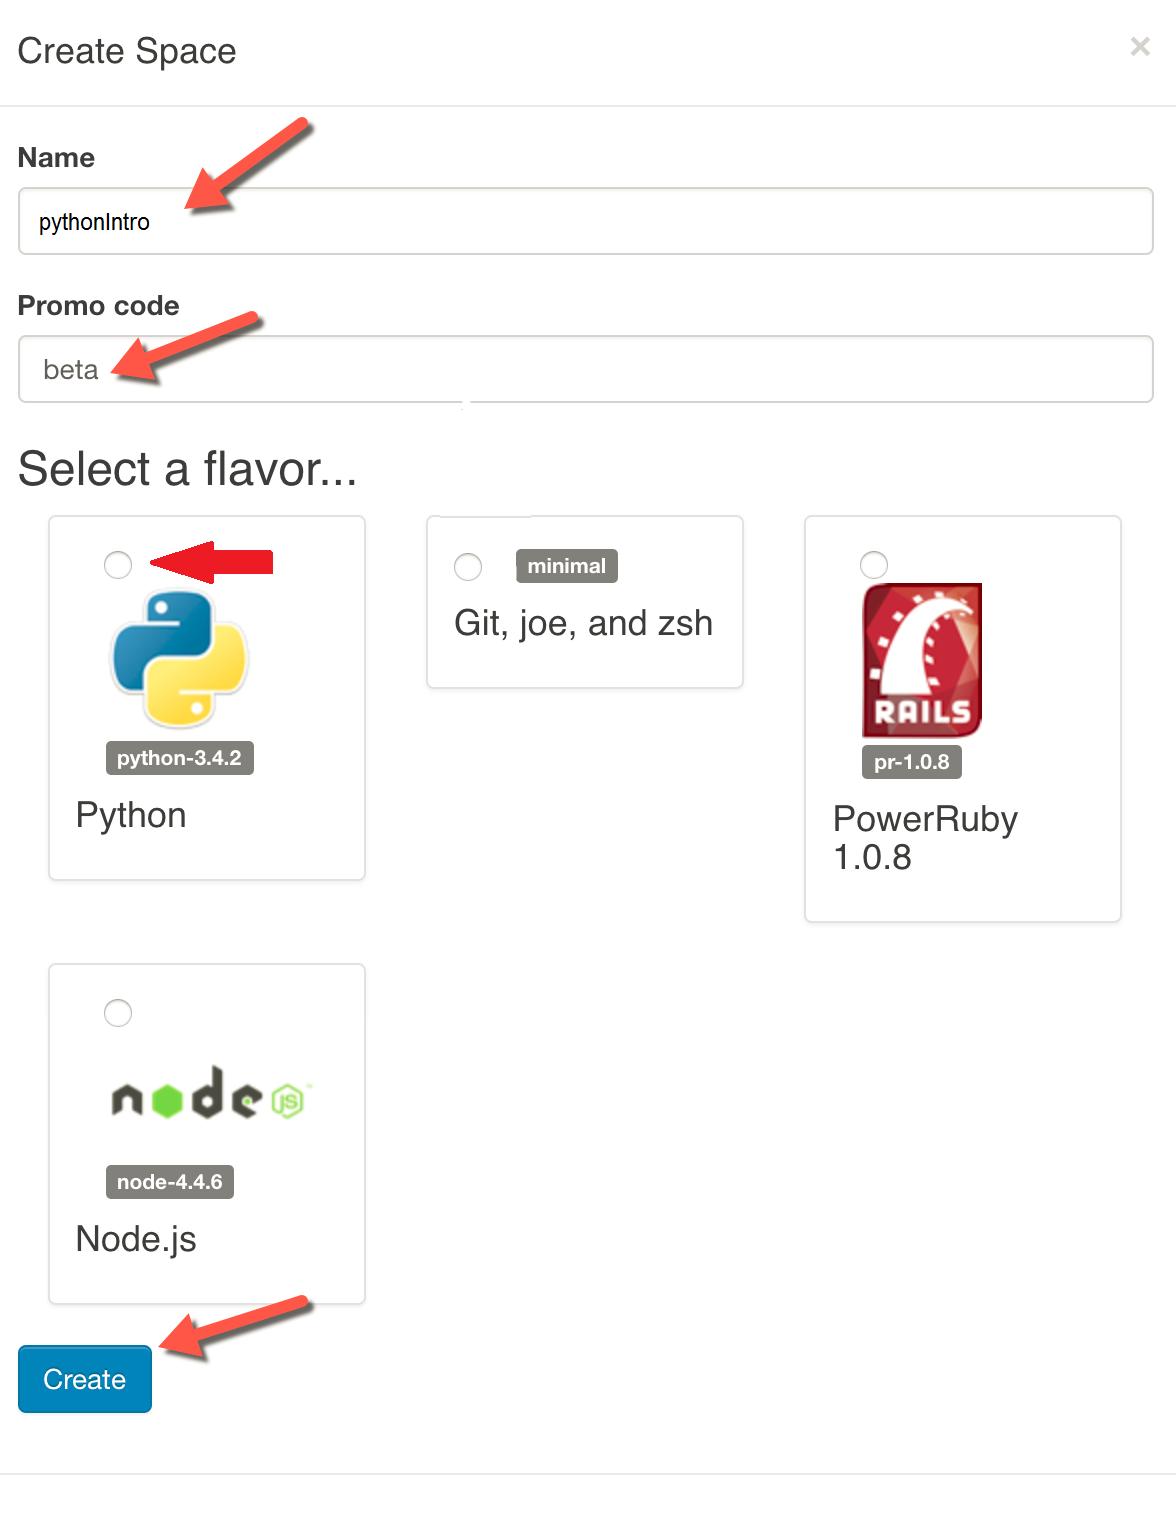 Create Space
×
Name
pythonIntro
Promo code
beta
Select a flavor...
python-3.4.2
Python
minimal
Git, joe, and zsh
RAILS
pr-1.0.8
PowerRuby
1.0.8
node JS™
node-4.4.6
Node.js
Create